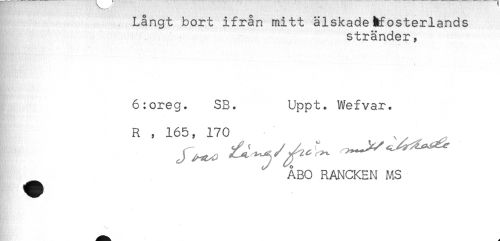 Långt bort ifrån mitt älskade fosterlands
stränder,
6:oreg. SB. Uppt. Wefvar.
R , 165, 170
Svar Långt från mitt älskade
ÅBO RANCKEN MS